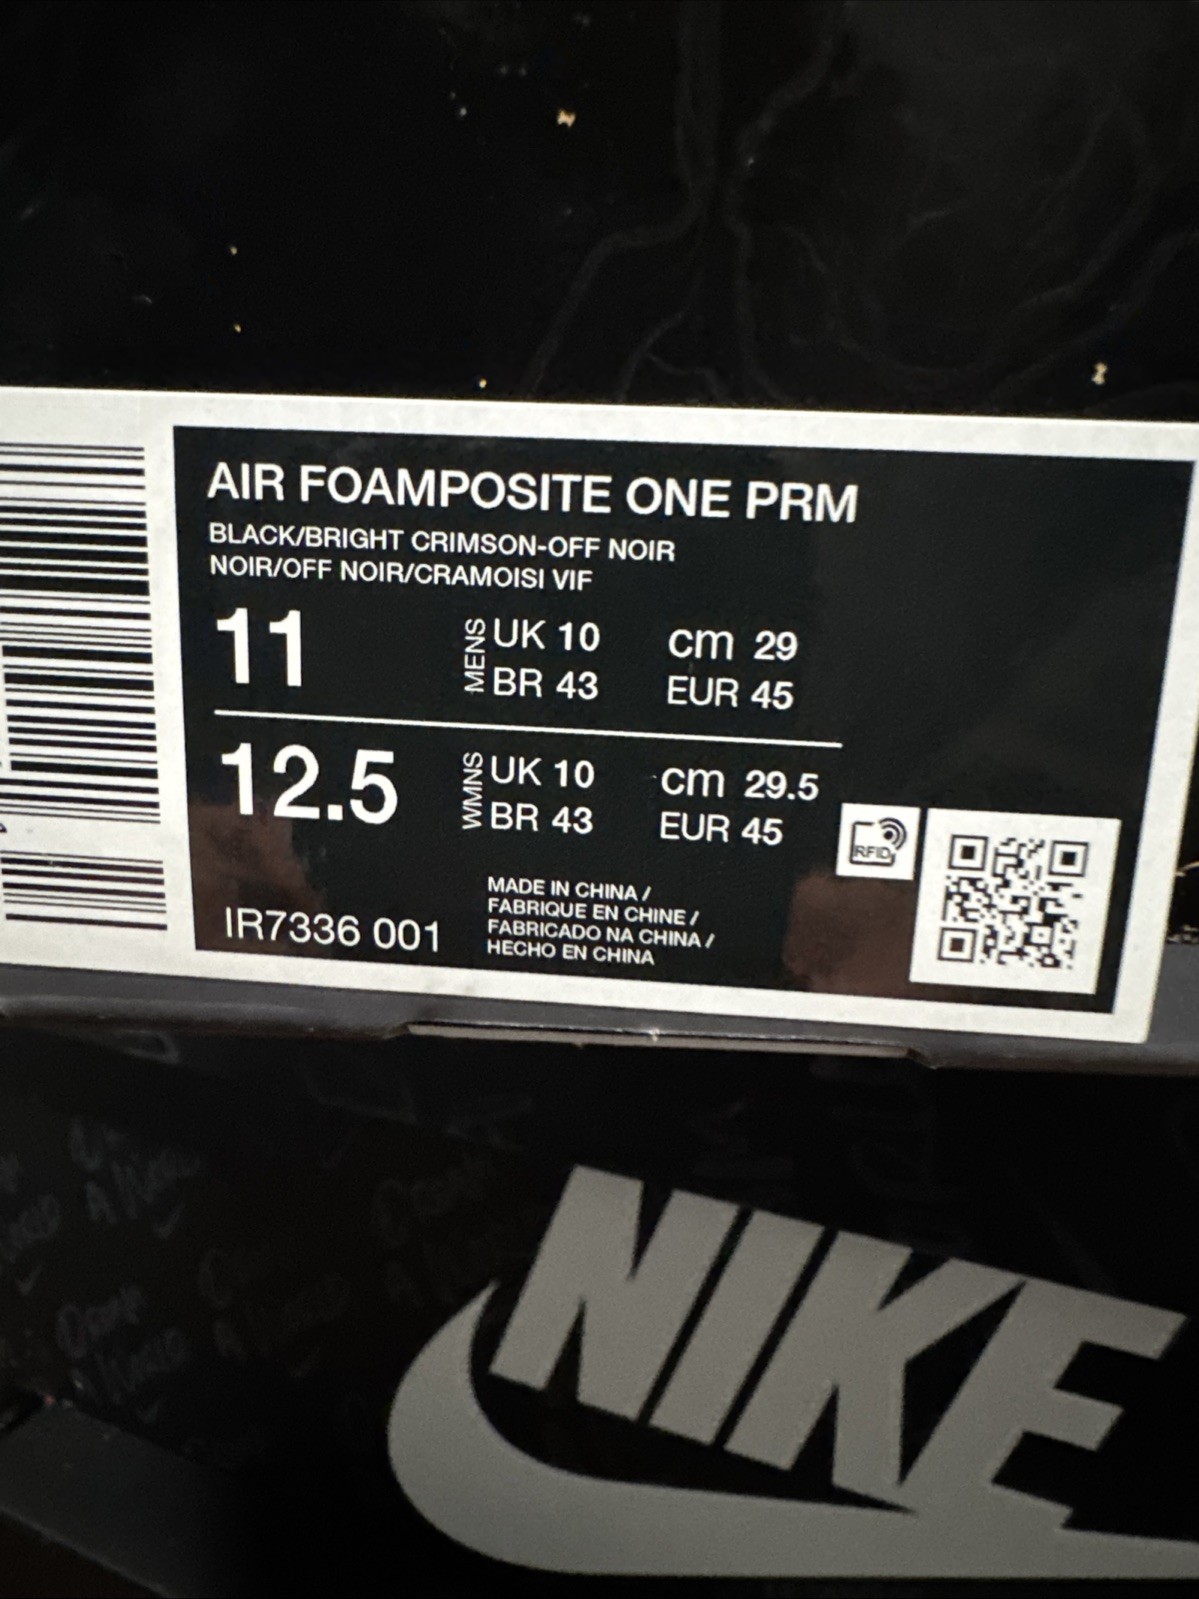 AIR FOAMPOSITE ONE PRM
BLACK/BRIGHT CRIMSON-OFF NOIR
NOIR/OFF NOIR/CRAMOISI VIF
11 MENS UK 10 cm 29
BR 43 EUR 45
12.5 WMNS UK 10 cm 29.5
BR 43 EUR 45
RFID
IR7336 001
MADE IN CHINA /
FABRIQUE EN CHINE /
FABRICADO NA CHINA /
HECHO EN CHINA
NIKE